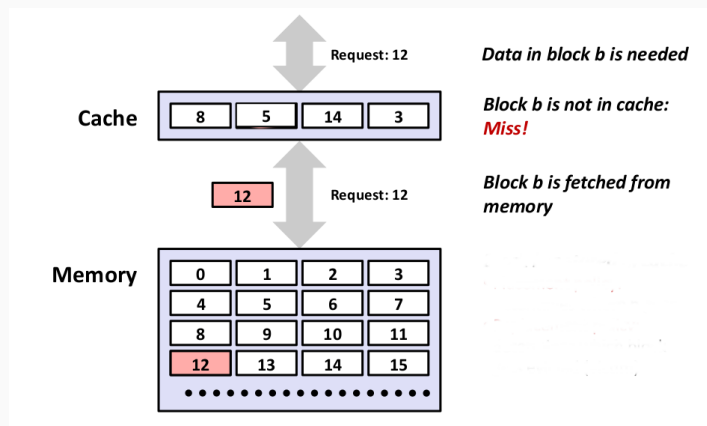 Request: 12
Data in block b is needed
Cache
8 5 14 3
Block b is not in cache:
Miss!
12
Request: 12
Block b is fetched from
memory
Memory
0 1 2 3
4 5 6 7
8 9 10 11
12 13 14 15